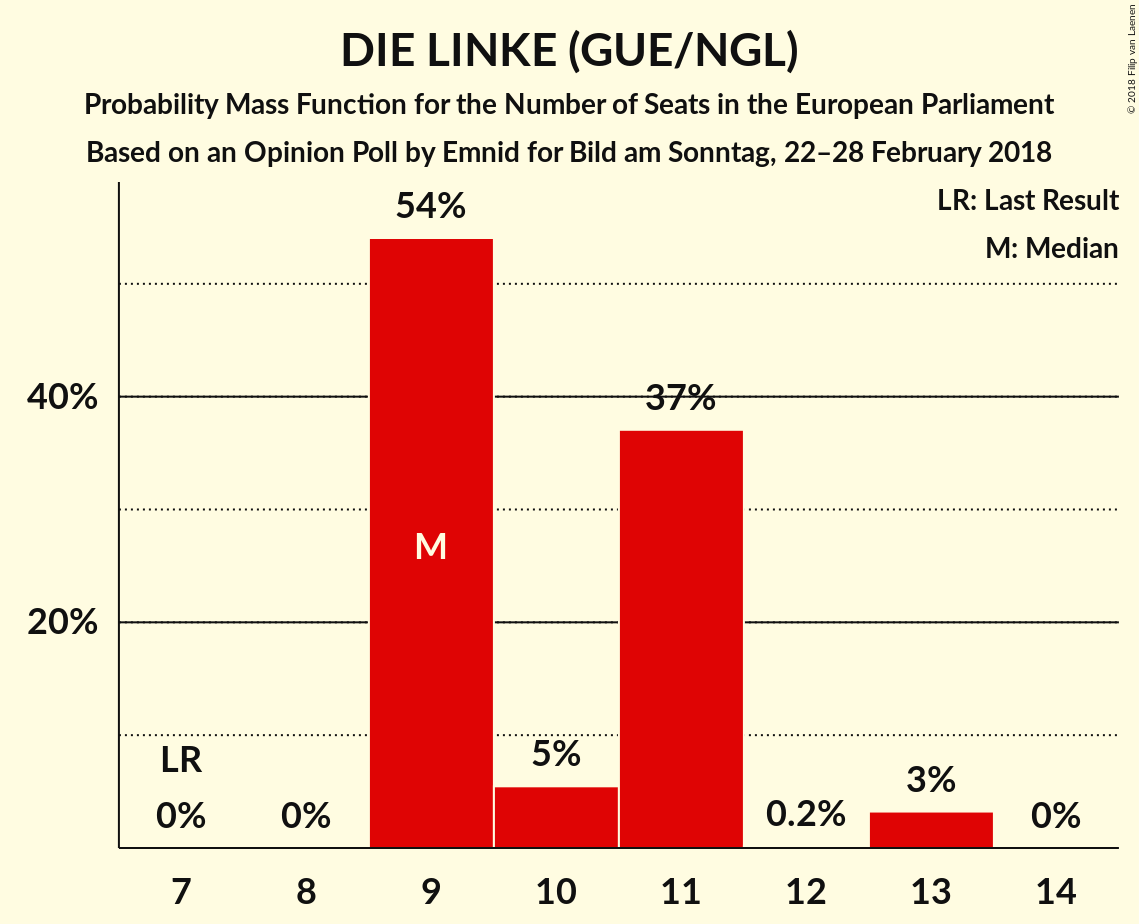 DIE LINKE (GUE/NGL)
Probability Mass Function for the Number of Seats in the European Parliament
Based on an Opinion Poll by Emnid for Bild am Sonntag, 22–28 February 2018
© 2018 Filip van Laenen
LR: Last Result
M: Median
54%
40%
37%
M
20%
LR
5%
0%
0%
0.2%
3%
0%
7 8 9 10 11 12 13 14